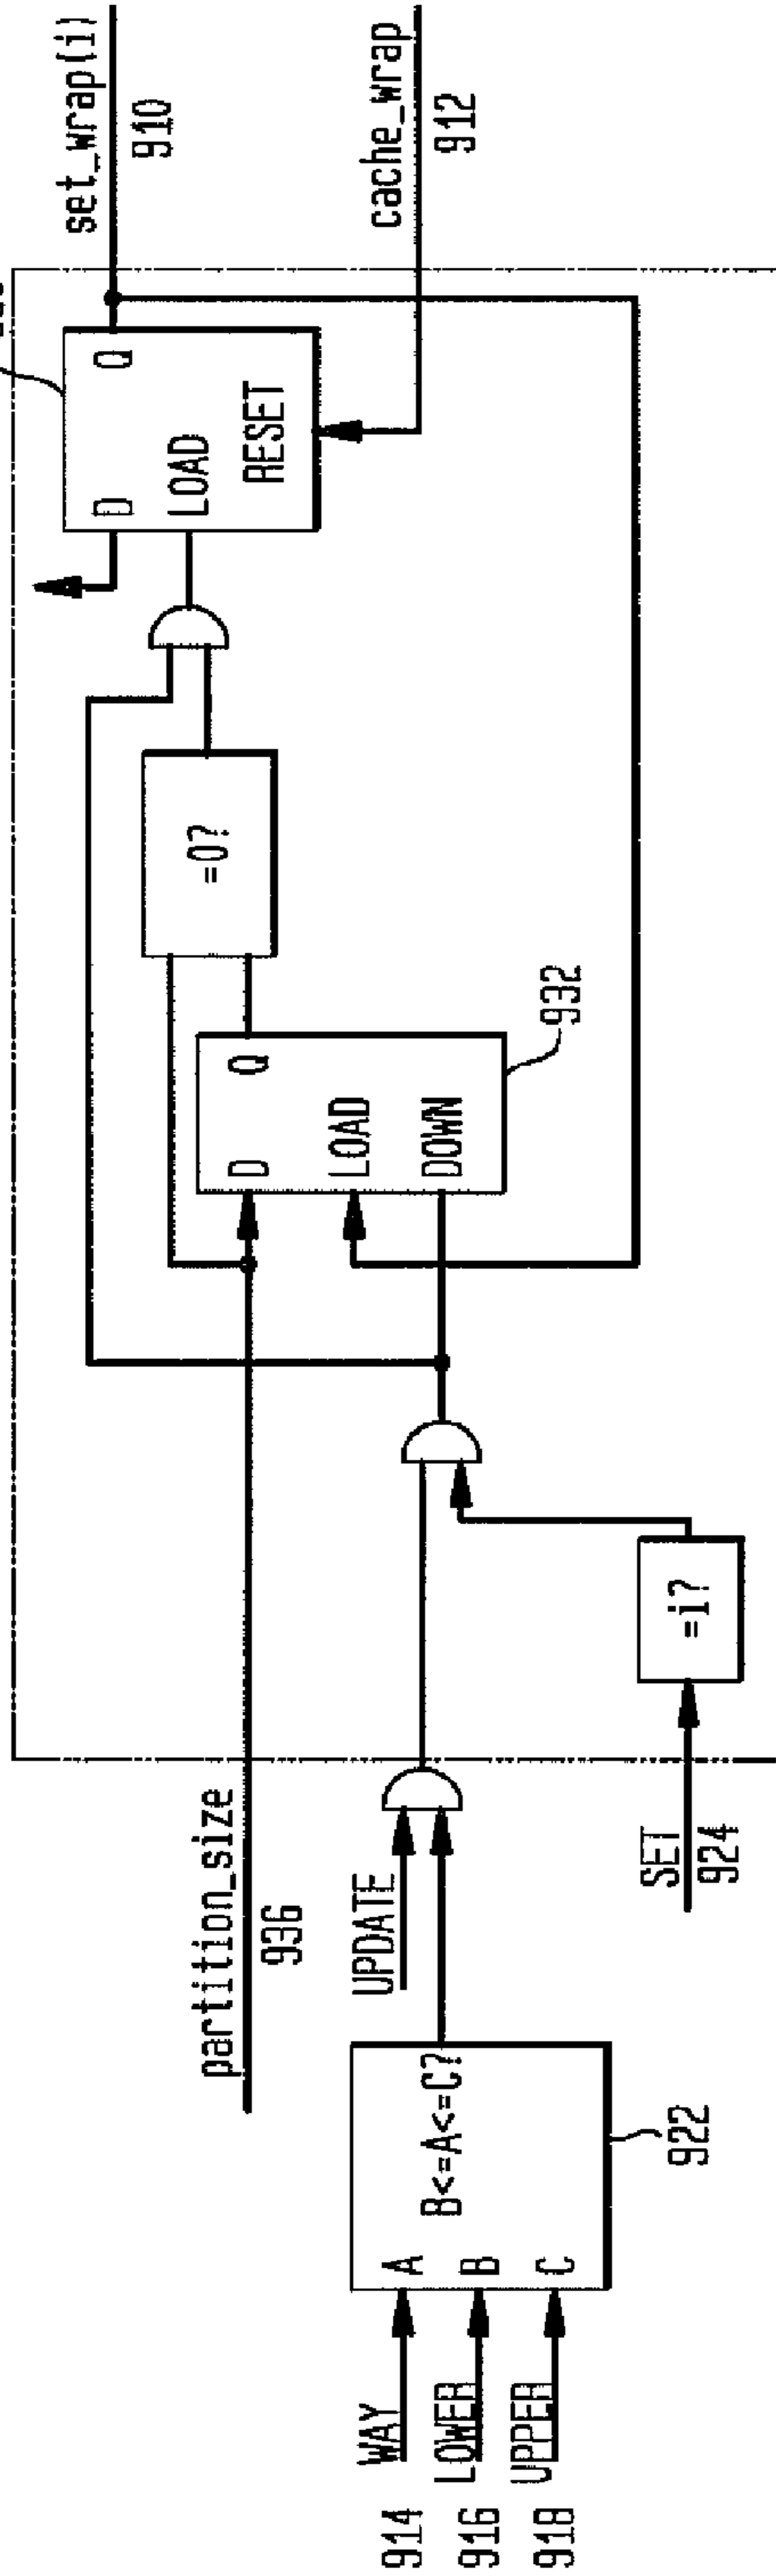 WAY
914
LOWER
916
UPPER
918
A
B
C
B<=A<=C?
922
UPDATE
partition_size
936
SET
924
=i?
D
Q
LOAD
DOWN
932
=0?
D
Q
LOAD
RESET
set_wrap(i)
910
cache_wrap
912